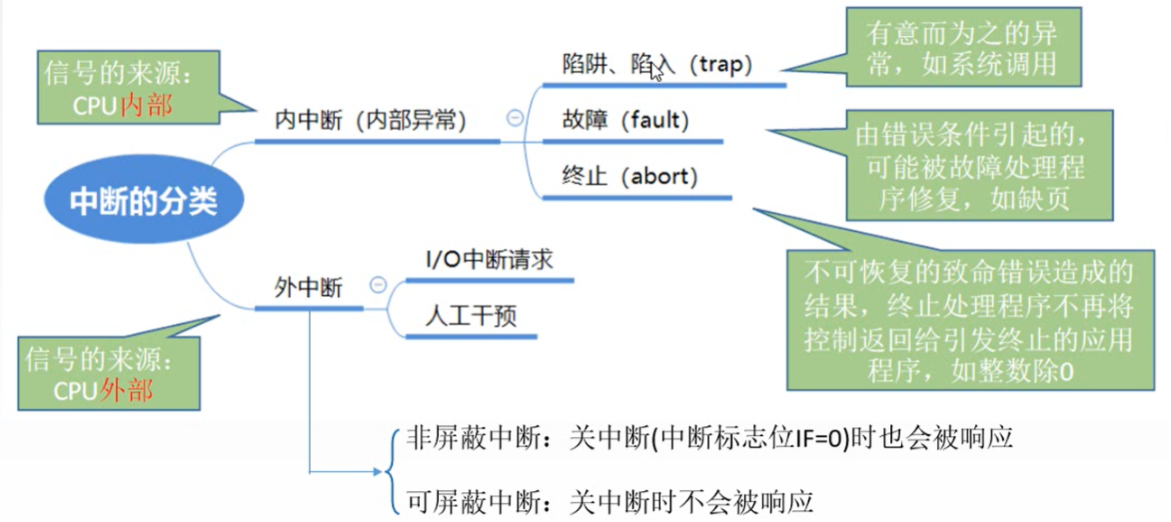 中断的分类
信号的来源：
CPU内部
内中断（内部异常）
陷阱、陷入（trap）
有意而为之的异
常，如系统调用
故障（fault）
由错误条件引起的，
可能被故障处理程
序修复，如缺页
终止（abort）
不可恢复的致命错误造成的
结果，终止处理程序不再将
控制返回给引发终止的应用
程序，如整数除0
信号的来源：
CPU外部
外中断
I/O中断请求
人工干预
非屏蔽中断：关中断(中断标志位IF=0)时也会被响应
可屏蔽中断：关中断时不会被响应